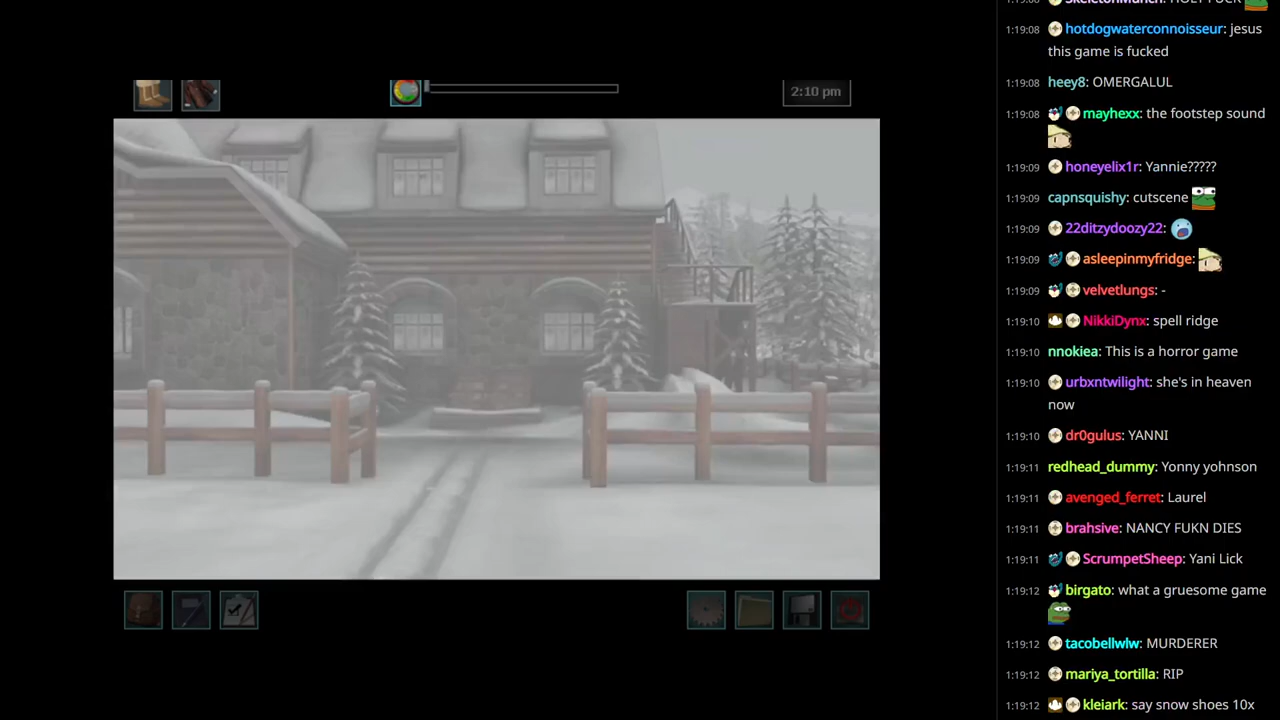 2:10 pm
SkeletonMunch: HOLY FUCK
1:19:08 hotdogwaterconnoisseur: jesus
this game is fucked
1:19:08 heey8: OMERGALUL
1:19:08 mayhexx: the footstep sound
1:19:09 honeyelix1r: Yannie?????
1:19:09 capnsquishy: cutscene
1:19:09 22ditzydoozy22:
1:19:09 asleepinmyfridge:
1:19:09 velvetlungs: -
1:19:10 NikkiDynx: spell ridge
1:19:10 nnokiea: This is a horror game
1:19:10 urbxntwilight: she's in heaven
now
1:19:10 dr0gulus: YANNI
1:19:11 redhead_dummy: Yonny yohnson
1:19:11 avenged_ferret: Laurel
1:19:11 brahsive: NANCY FUKN DIES
1:19:11 ScrumpetSheep: Yani Lick
1:19:12 birgato: what a gruesome game
1:19:12 tacobellwlw: MURDERER
1:19:12 mariya_tortilla: RIP
1:19:12 kleiark: say snow shoes 10x